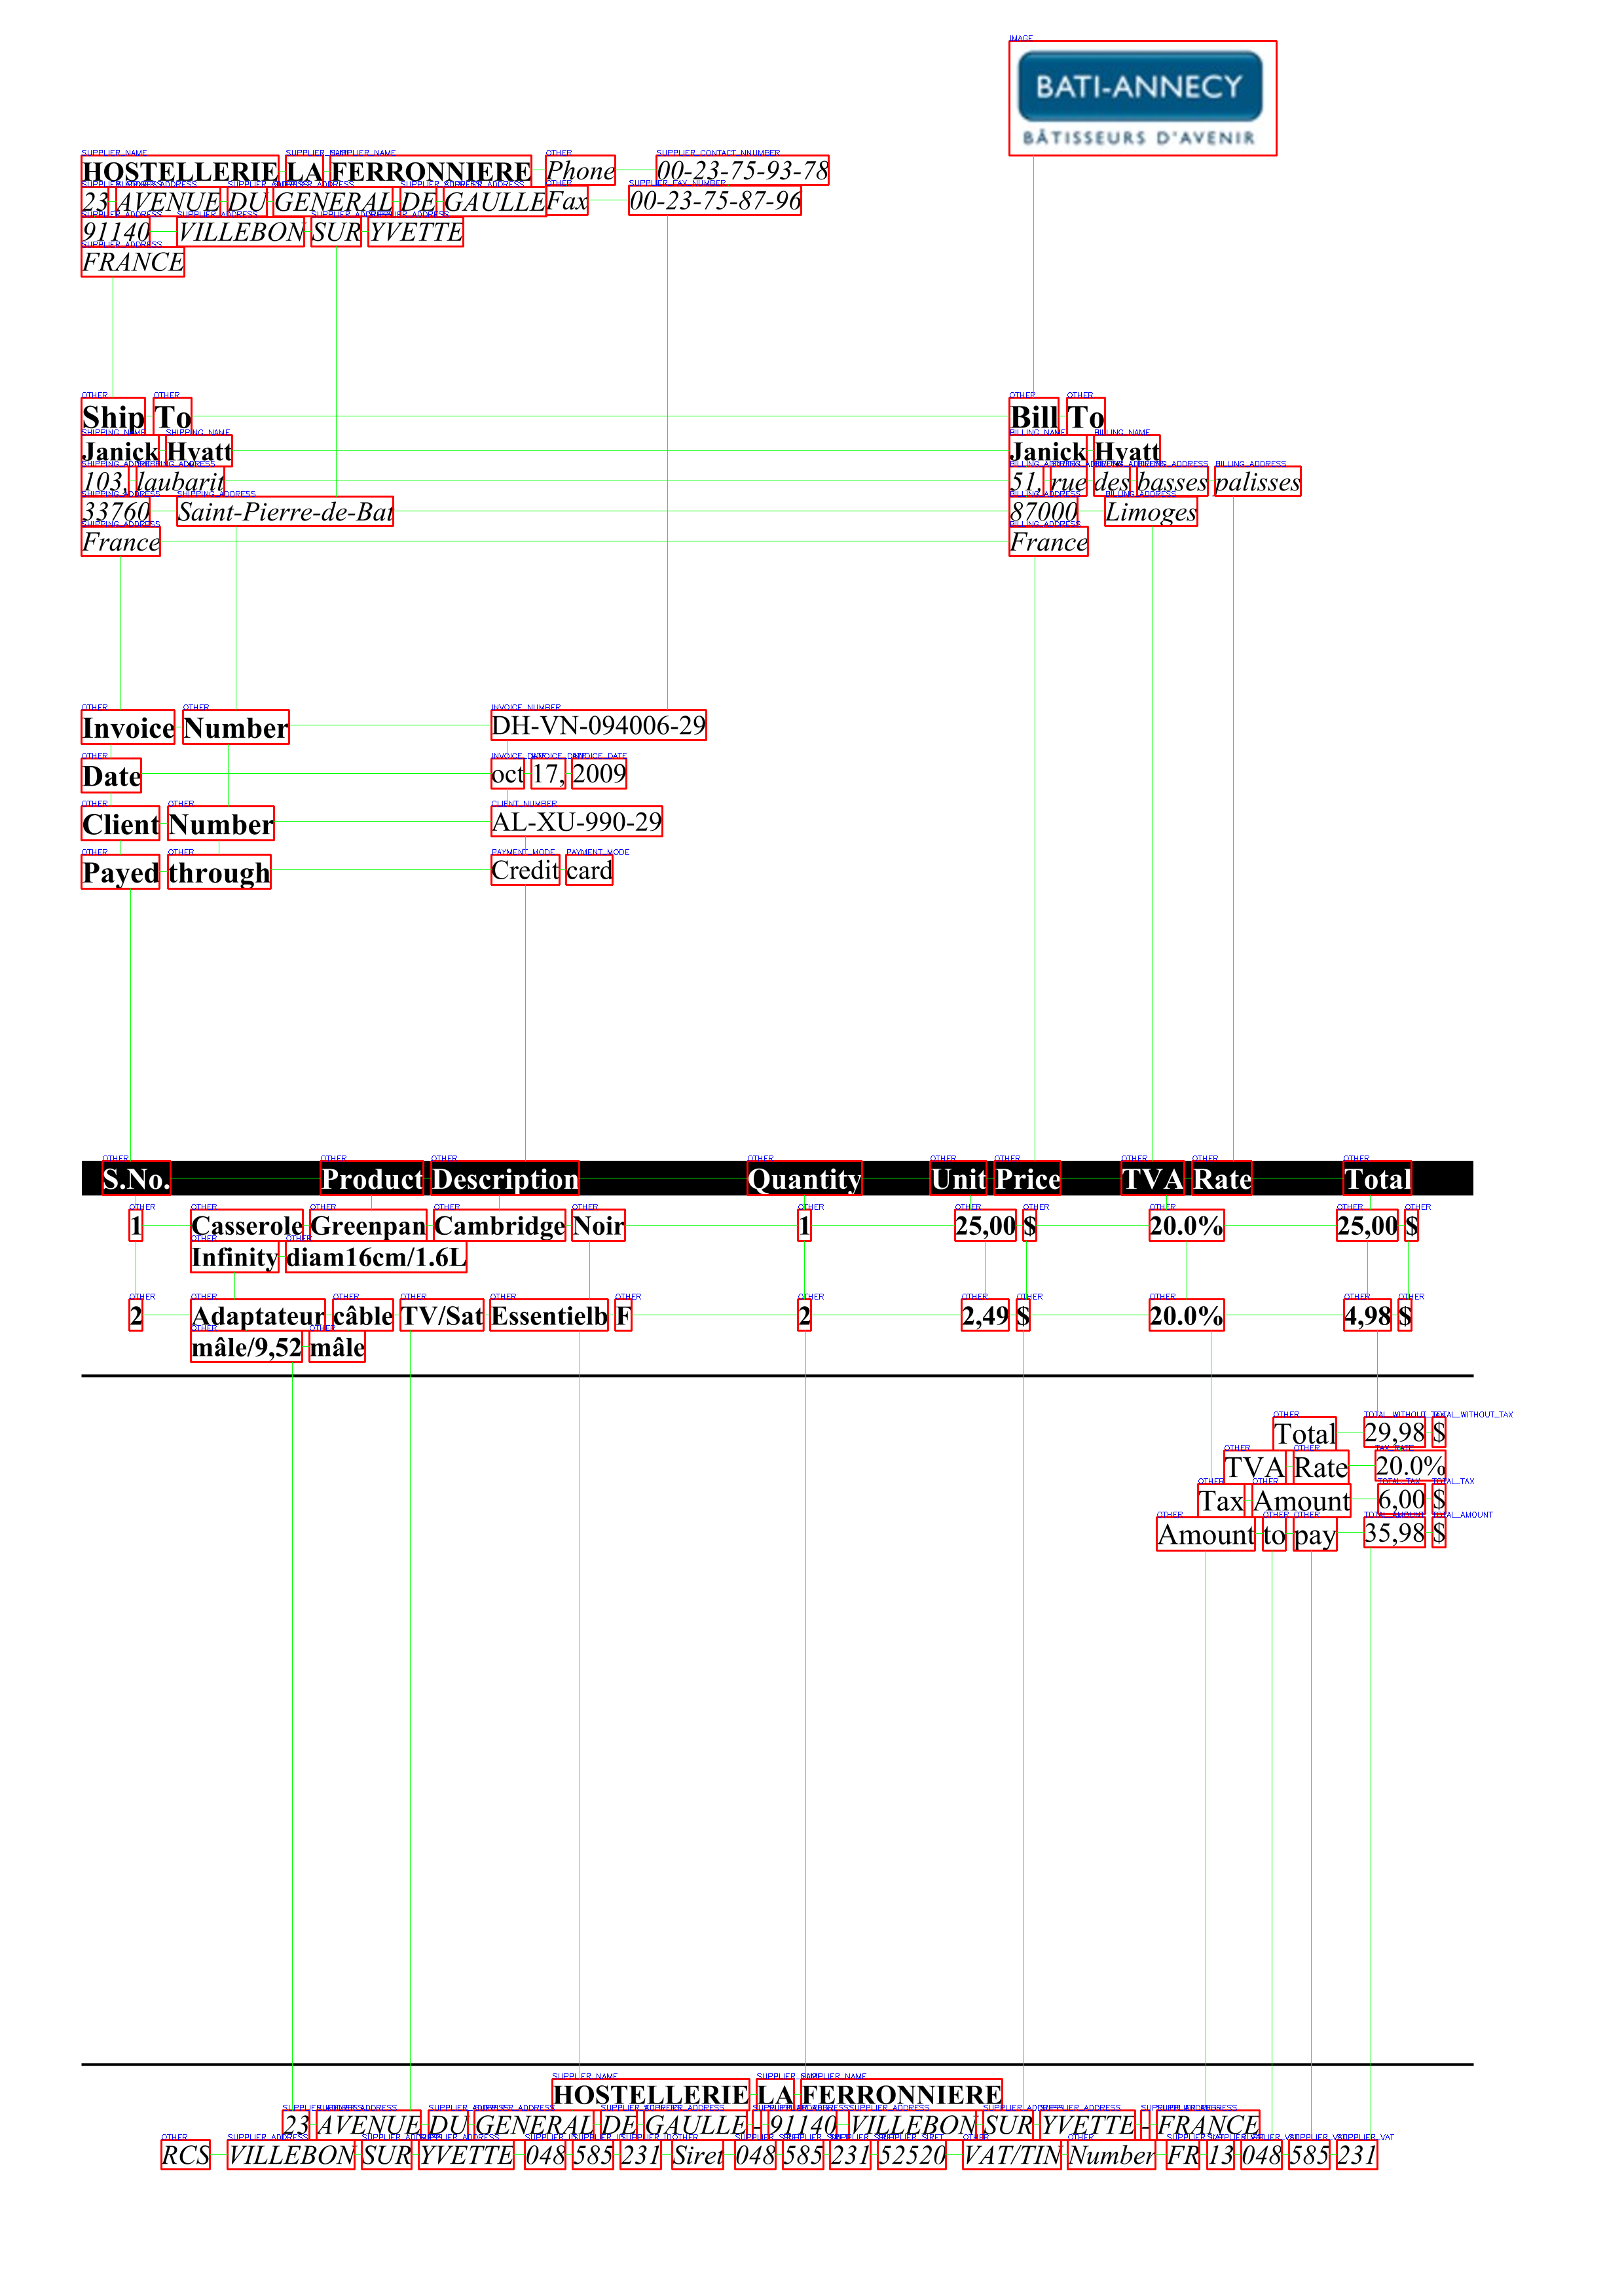 BATI-ANNECY
BÂTISSEURS D'AVENIR
HOSTELLERIE LA FERRONNIERE Phone 00-23-75-93-78
23 AVENUE DU GENERAL DE GAULLE Fax 00-23-75-87-96
91140 VILLEBON SUR YVETTE
FRANCE
Ship To Bill To
Janick Hyatt Janick Hyatt
103, laubarit 51, rue des basses palisses
33760 Saint-Pierre-de-Bat 87000 Limoges
France France
Invoice Number DH-VN-094006-29
Date oct 17, 2009
Client Number AL-XU-990-29
Payed through Credit card
S.No. Product Description Quantity Unit Price TVA Rate Total
1 Casserole Greenpan Cambridge Noir 1 25,00 $ 20.0% 25,00 $
Infinity diam16cm/1.6L
2 Adaptateur câble TV/Sat Essentielb F 2 2,49 $ 20.0% 4,98 $
mâle/9,52 mâle
Total 29,98 $
TVA Rate 20.0%
Tax Amount 6,00 $
Amount to pay 35,98 $
HOSTELLERIE LA FERRONNIERE
23 AVENUE DU GENERAL DE GAULLE - 91140 VILLEBON SUR YVETTE - FRANCE
RCS VILLEBON SUR YVETTE 048 585 231 Siret 048 585 231 52520 VAT/TIN Number FR 13 048 585 231